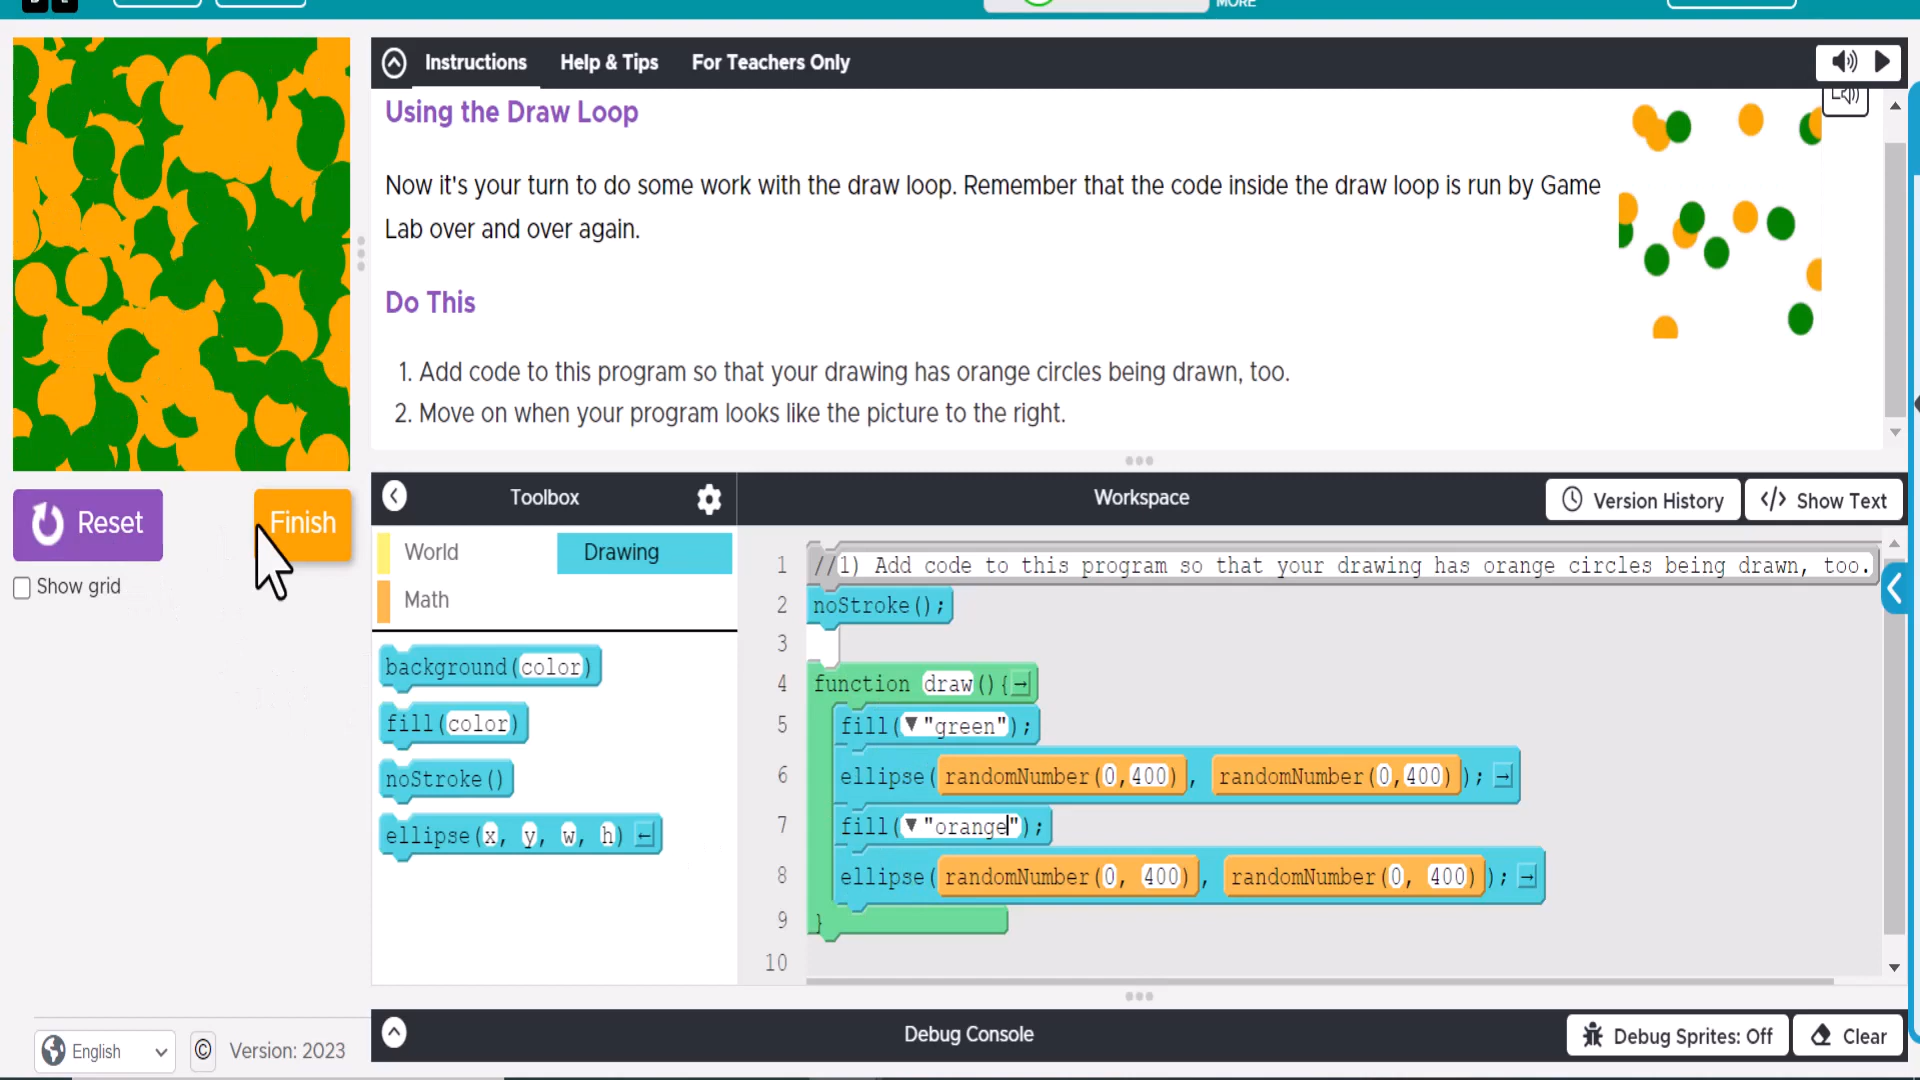 MORE
Instructions Help & Tips For Teachers Only
Using the Draw Loop
Now it's your turn to do some work with the draw loop. Remember that the code inside the draw loop is run by Game
Lab over and over again.
Do This
1. Add code to this program so that your drawing has orange circles being drawn, too.
2. Move on when your program looks like the picture to the right.
Reset Finish
Show grid
Toolbox Workspace Version History </> Show Text
World Drawing
Math
background(color)
fill(color)
noStroke()
ellipse(x, y, w, h) ←
1 //1) Add code to this program so that your drawing has orange circles being drawn, too.
2 noStroke();
3
4 function draw(){→
5 fill(▼"green");
6 ellipse(randomNumber(0,400), randomNumber(0,400)); →
7 fill(▼"orange");
8 ellipse(randomNumber(0, 400), randomNumber(0, 400)); →
9 }
10
Debug Console Debug Sprites: Off Clear
English © Version: 2023